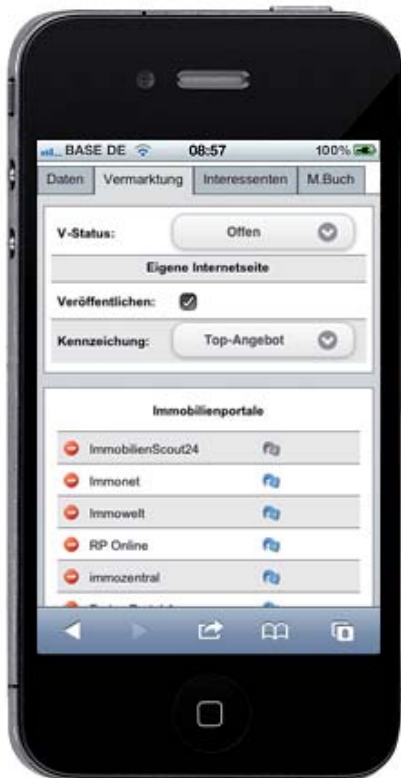 BASE DE 08:57 100%
Daten Vermarktung Interessenten M.Buch
V-Status: Offen
Eigene Internetseite
Veröffentlichen:
Kennzeichung: Top-Angebot
Immobilienportale
ImmobilienScout24
Immonet
Immowelt
RP Online
immozentral